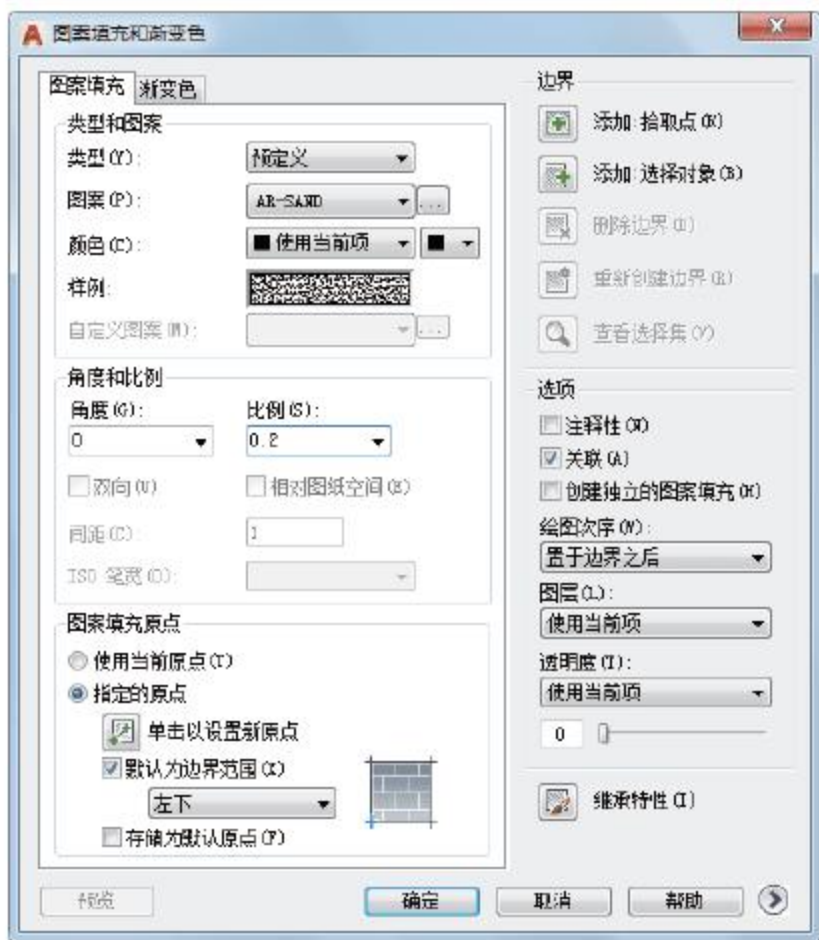 图案填充和渐变色
图案填充 渐变色
类型和图案
类型(Y): 预定义
图案(P): AR-SAND ...
颜色(C): 使用当前项
样例:
自定义图案(M): ...
角度和比例
角度(G): 比例(S):
0 0.2
双向(U) 相对图纸空间(E)
间距(C): 1
ISO 笔宽(O):
图案填充原点
使用当前原点(T)
指定的原点
单击以设置新原点
默认为边界范围(X)
左下
存储为默认原点(F)
边界
添加:拾取点(K)
添加:选择对象(B)
删除边界(D)
重新创建边界(R)
查看选择集(V)
选项
注释性(N)
关联(A)
创建独立的图案填充(H)
绘图次序(W):
置于边界之后
图层(L):
使用当前项
透明度(T):
使用当前项
0
继承特性(I)
预览 确定 取消 帮助